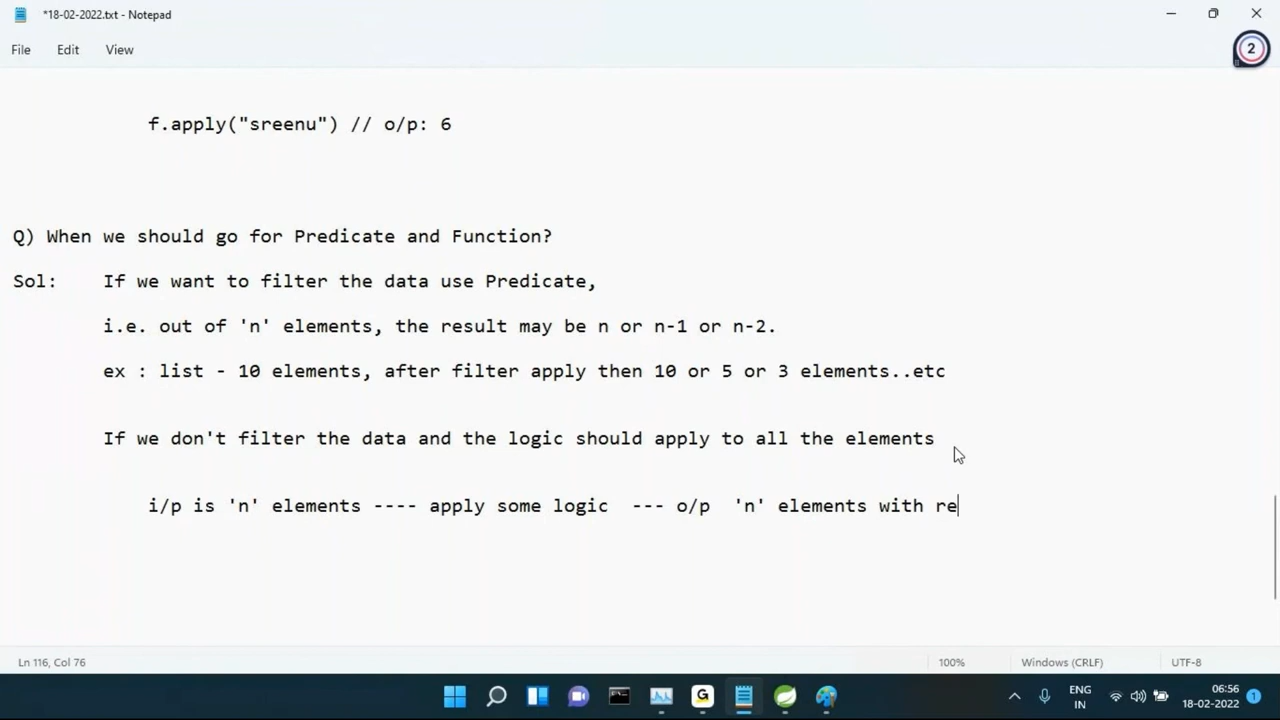 *18-02-2022.txt - Notepad
File Edit View
2
f.apply("sreenu") // o/p: 6
Q) When we should go for Predicate and Function?
Sol: If we want to filter the data use Predicate,
i.e. out of 'n' elements, the result may be n or n-1 or n-2.
ex : list - 10 elements, after filter apply then 10 or 5 or 3 elements..etc
If we don't filter the data and the logic should apply to all the elements
i/p is 'n' elements ---- apply some logic --- o/p 'n' elements with re
Ln 116, Col 76
100%
Windows (CRLF)
UTF-8
G
ENG
IN
06:56
18-02-2022
1